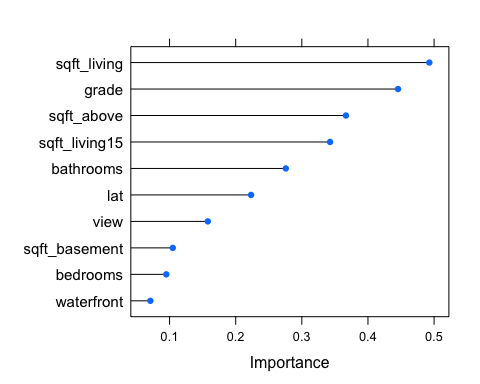 sqft_living
grade
sqft_above
sqft_living15
bathrooms
lat
view
sqft_basement
bedrooms
waterfront
0.1 0.2 0.3 0.4 0.5
Importance